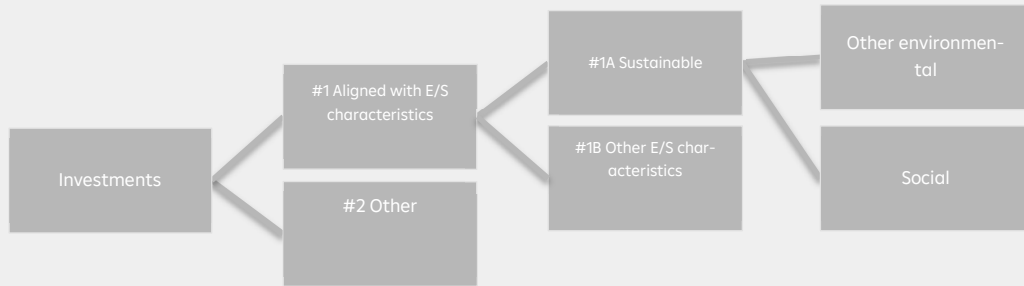 Investments
#1 Aligned with E/S
characteristics
#2 Other
#1A Sustainable
#1B Other E/S char-
acteristics
Other environmen-
tal
Social